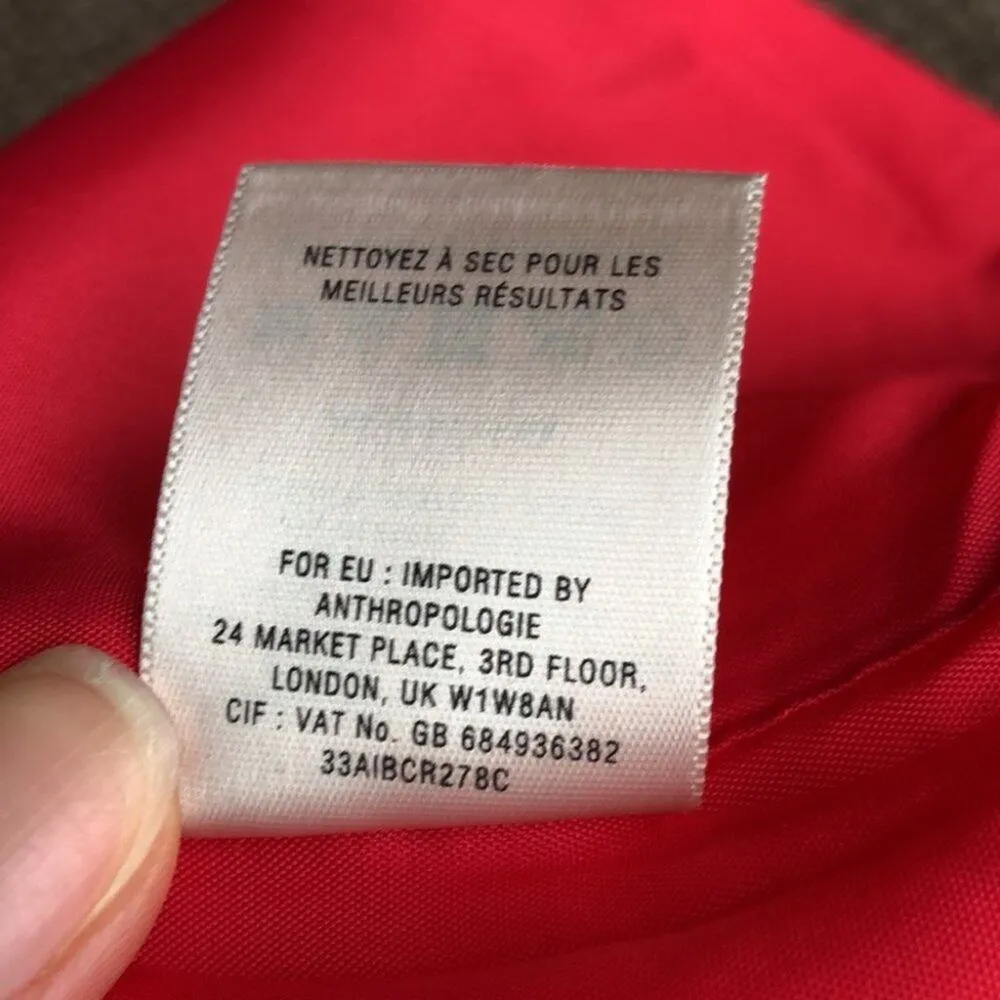 NETTOYEZ À SEC POUR LES
MEILLEURS RÉSULTATS
FOR EU : IMPORTED BY
ANTHROPOLOGIE
24 MARKET PLACE, 3RD FLOOR,
LONDON, UK W1W8AN
CIF : VAT No. GB 684936382
33AIBCR278C